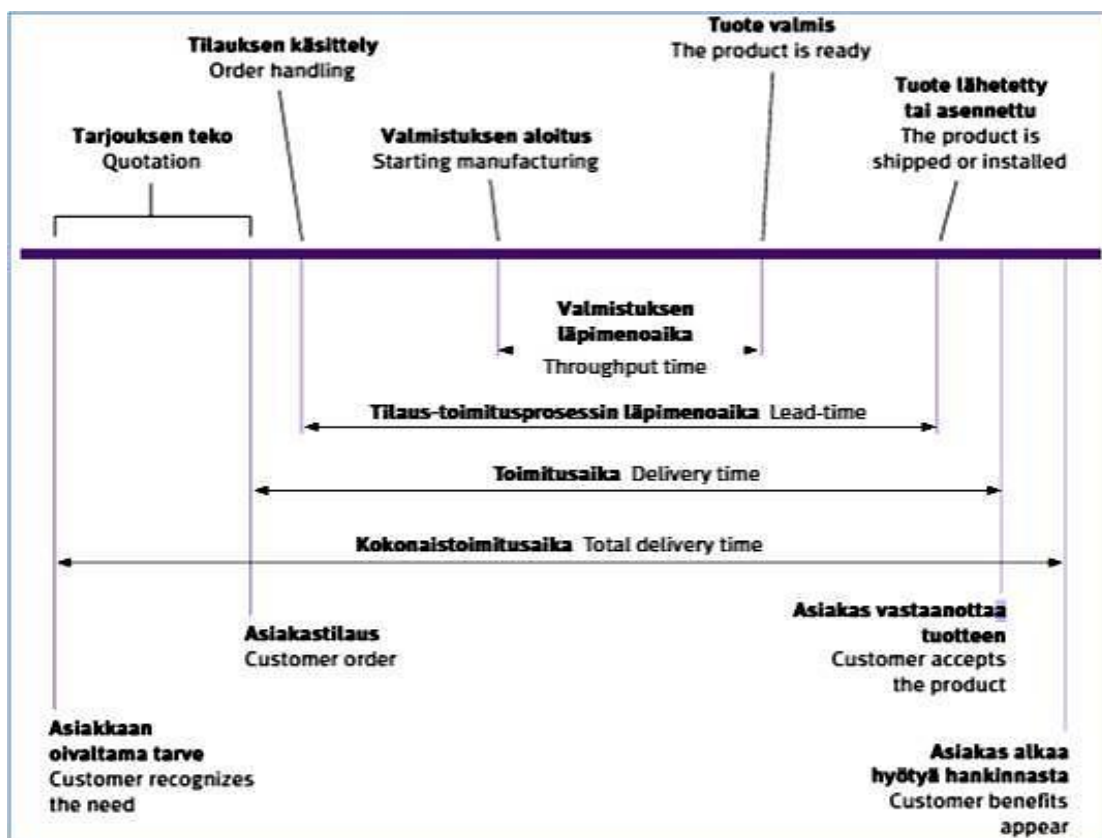 Tuote valmis
The product is ready
Tilauksen käsittely
Order handling
Tuote lähetetty
tai asennettu
The product is
shipped or installed
Tarjouksen teko
Quotation
Valmistuksen aloitus
Starting manufacturing
Valmistuksen
läpimenoaika
Throughput time
Tilaus-toimitusprosessin läpimenoaika Lead-time
Toimitusaika Delivery time
Kokonaistoimitusaika Total delivery time
Asiakastilaus
Customer order
Asiakas vastaanottaa
tuotteen
Customer accepts
the product
Asiakkaan
oivaltama tarve
Customer recognizes
the need
Asiakas alkaa
hyötyä hankinnasta
Customer benefits
appear